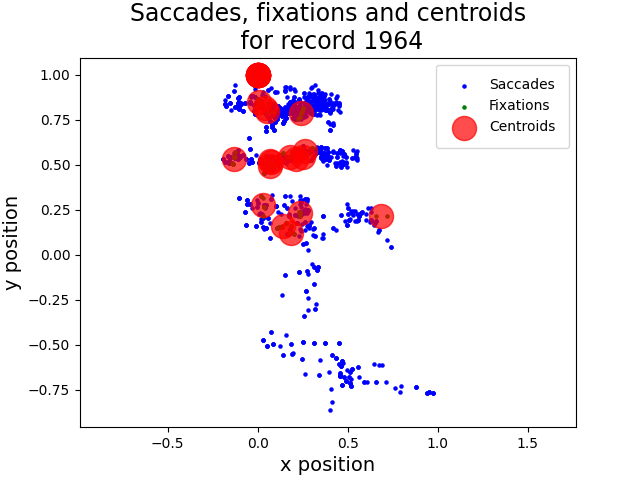 Saccades, fixations and centroids
for record 1964
Saccades
Fixations
Centroids
1.00
0.75
0.50
0.25
0.00
−0.25
−0.50
−0.75
y position
−0.5
0.0
0.5
1.0
1.5
x position